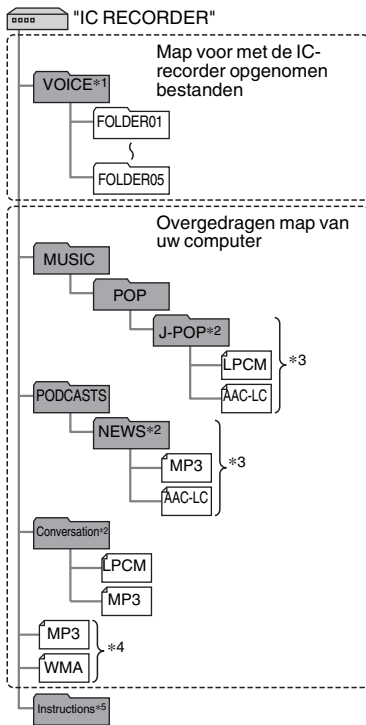 "IC RECORDER"
Map voor met de IC-
recorder opgenomen
bestanden
VOICE*1
FOLDER01
FOLDER05
Overgedragen map van
uw computer
MUSIC
POP
J-POP*2
LPCM
AAC-LC
*3
PODCASTS
NEWS*2
MP3
AAC-LC
*3
Conversation*2
LPCM
MP3
MP3
WMA
*4
Instructions*5